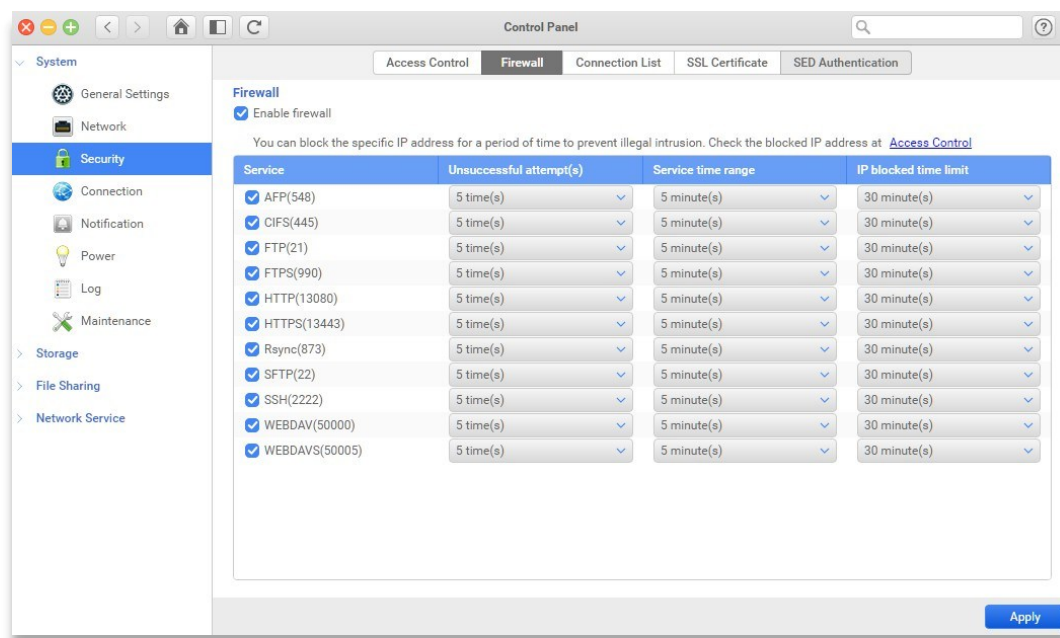 Control Panel
System
General Settings
Network
Security
Connection
Notification
Power
Log
Maintenance
Storage
File Sharing
Network Service
Access Control Firewall Connection List SSL Certificate SED Authentication
Firewall
Enable firewall
You can block the specific IP address for a period of time to prevent illegal intrusion. Check the blocked IP address at Access Control
Service Unsuccessful attempt(s) Service time range IP blocked time limit
AFP(548) 5 time(s) 5 minute(s) 30 minute(s)
CIFS(445) 5 time(s) 5 minute(s) 30 minute(s)
FTP(21) 5 time(s) 5 minute(s) 30 minute(s)
FTPS(990) 5 time(s) 5 minute(s) 30 minute(s)
HTTP(13080) 5 time(s) 5 minute(s) 30 minute(s)
HTTPS(13443) 5 time(s) 5 minute(s) 30 minute(s)
Rsync(873) 5 time(s) 5 minute(s) 30 minute(s)
SFTP(22) 5 time(s) 5 minute(s) 30 minute(s)
SSH(2222) 5 time(s) 5 minute(s) 30 minute(s)
WEBDAV(50000) 5 time(s) 5 minute(s) 30 minute(s)
WEBDAVS(50005) 5 time(s) 5 minute(s) 30 minute(s)
Apply